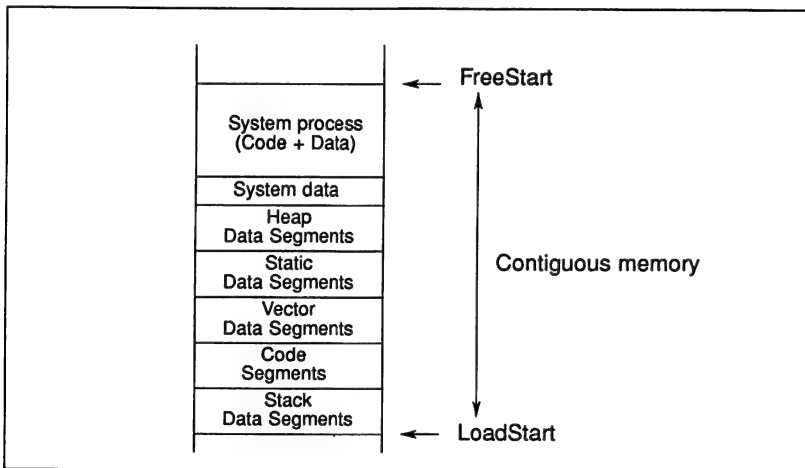 FreeStart
System process
(Code + Data)
System data
Heap
Data Segments
Static
Data Segments
Contiguous memory
Vector
Data Segments
Code
Segments
Stack
Data Segments
LoadStart